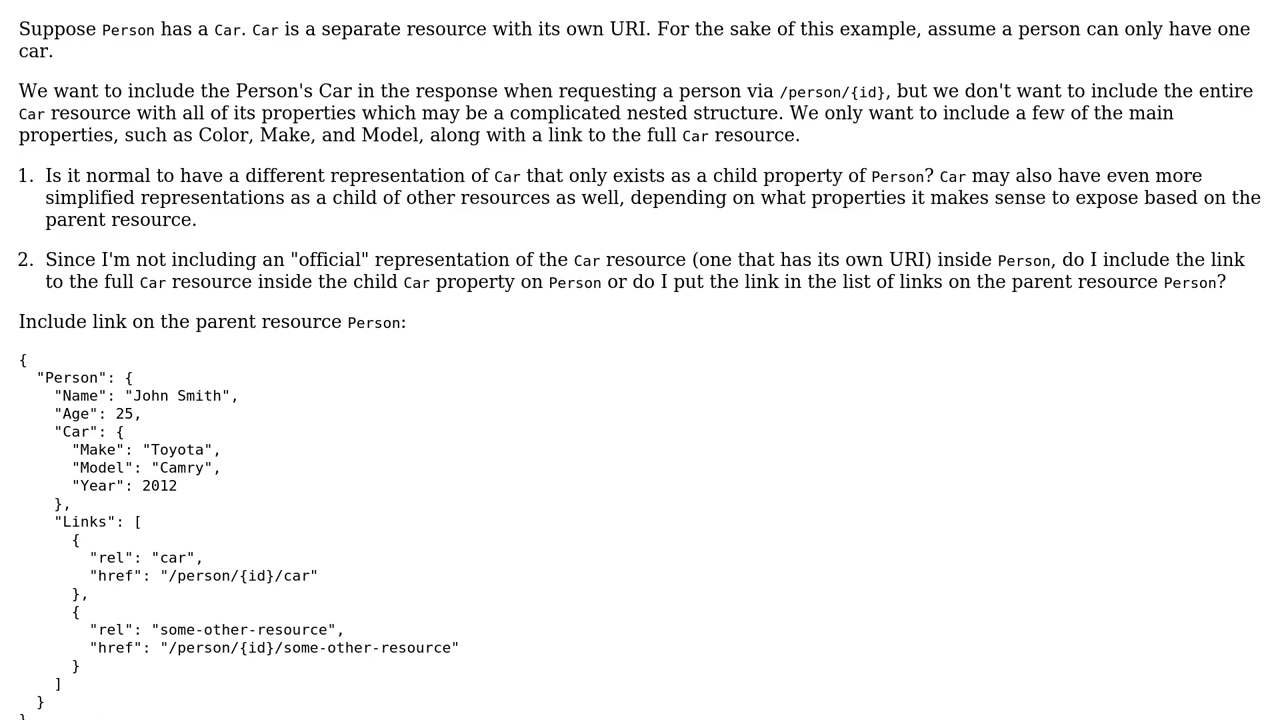 Suppose Person has a Car. Car is a separate resource with its own URI. For the sake of this example, assume a person can only have one
car.
We want to include the Person's Car in the response when requesting a person via /person/{id}, but we don't want to include the entire
Car resource with all of its properties which may be a complicated nested structure. We only want to include a few of the main
properties, such as Color, Make, and Model, along with a link to the full Car resource.
1. Is it normal to have a different representation of Car that only exists as a child property of Person? Car may also have even more
simplified representations as a child of other resources as well, depending on what properties it makes sense to expose based on the
parent resource.
2. Since I'm not including an "official" representation of the Car resource (one that has its own URI) inside Person, do I include the link
to the full Car resource inside the child Car property on Person or do I put the link in the list of links on the parent resource Person?
Include link on the parent resource Person:
{
  "Person": {
    "Name": "John Smith",
    "Age": 25,
    "Car": {
      "Make": "Toyota",
      "Model": "Camry",
      "Year": 2012
    },
    "Links": [
      {
        "rel": "car",
        "href": "/person/{id}/car"
      },
      {
        "rel": "some-other-resource",
        "href": "/person/{id}/some-other-resource"
      }
    ]
  }
}